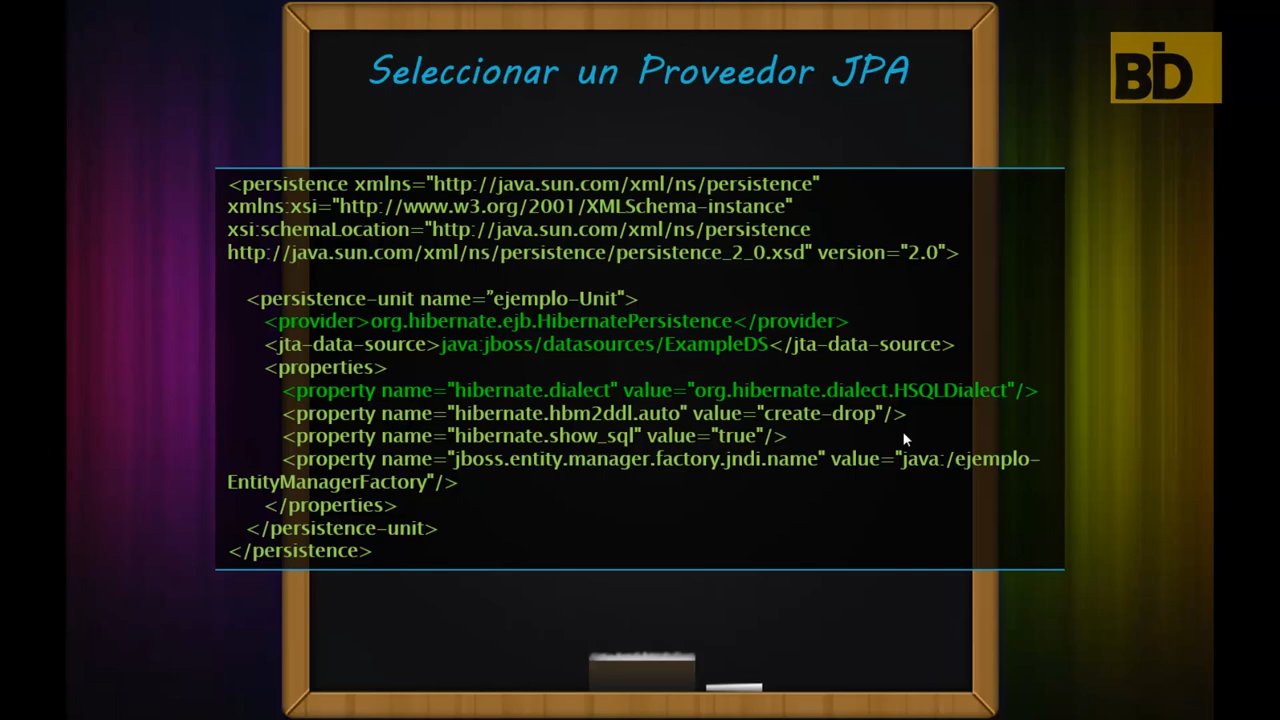 Seleccionar un Proveedor JPA
BID
<persistence xmlns="http://java.sun.com/xml/ns/persistence"
xmlns:xsi="http://www.w3.org/2001/XMLSchema-instance"
xsi:schemaLocation="http://java.sun.com/xml/ns/persistence
http://java.sun.com/xml/ns/persistence/persistence_2_0.xsd" version="2.0">
<persistence-unit name=”ejemplo-Unit">
<provider>org.hibernate.ejb.HibernatePersistence</provider>
<jta-data-source>java:jboss/datasources/ExampleDS</jta-data-source>
<properties>
<property name="hibernate.dialect" value="org.hibernate.dialect.HSQLDialect"/>
<property name="hibernate.hbm2ddl.auto" value="create-drop"/>
<property name="hibernate.show_sql" value="true"/>
<property name="jboss.entity.manager.factory.jndi.name" value="java:/ejemplo-
EntityManagerFactory"/>
</properties>
</persistence-unit>
</persistence>